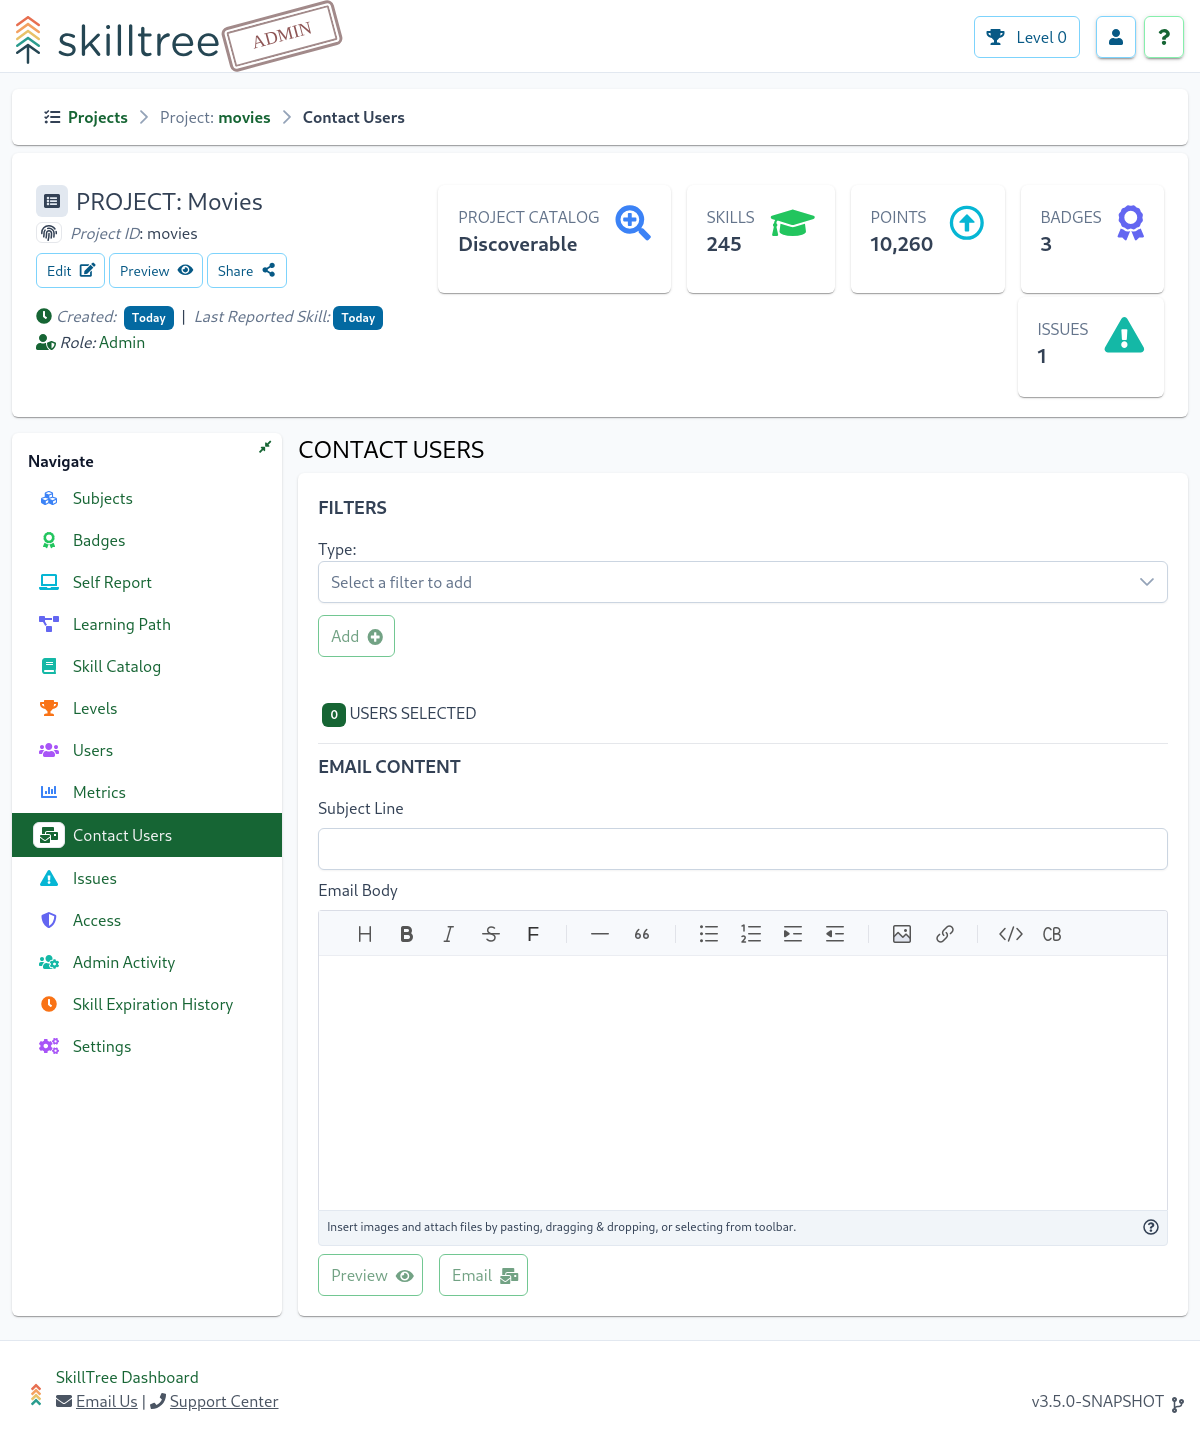 skilltree
ADMIN
Level 0
?
Projects > Project: movies > Contact Users
PROJECT: Movies
Project ID: movies
Edit
Preview
Share
Created: Today | Last Reported Skill: Today
Role: Admin
PROJECT CATALOG
Discoverable
SKILLS
245
POINTS
10,260
BADGES
3
ISSUES
1
Navigate
Subjects
Badges
Self Report
Learning Path
Skill Catalog
Levels
Users
Metrics
Contact Users
Issues
Access
Admin Activity
Skill Expiration History
Settings
CONTACT USERS
FILTERS
Type:
Select a filter to add
Add
0 USERS SELECTED
EMAIL CONTENT
Subject Line
Email Body
H B I S F — 66 </> CB
Insert images and attach files by pasting, dragging & dropping, or selecting from toolbar.
Preview
Email
SkillTree Dashboard
Email Us | Support Center
v3.5.0-SNAPSHOT